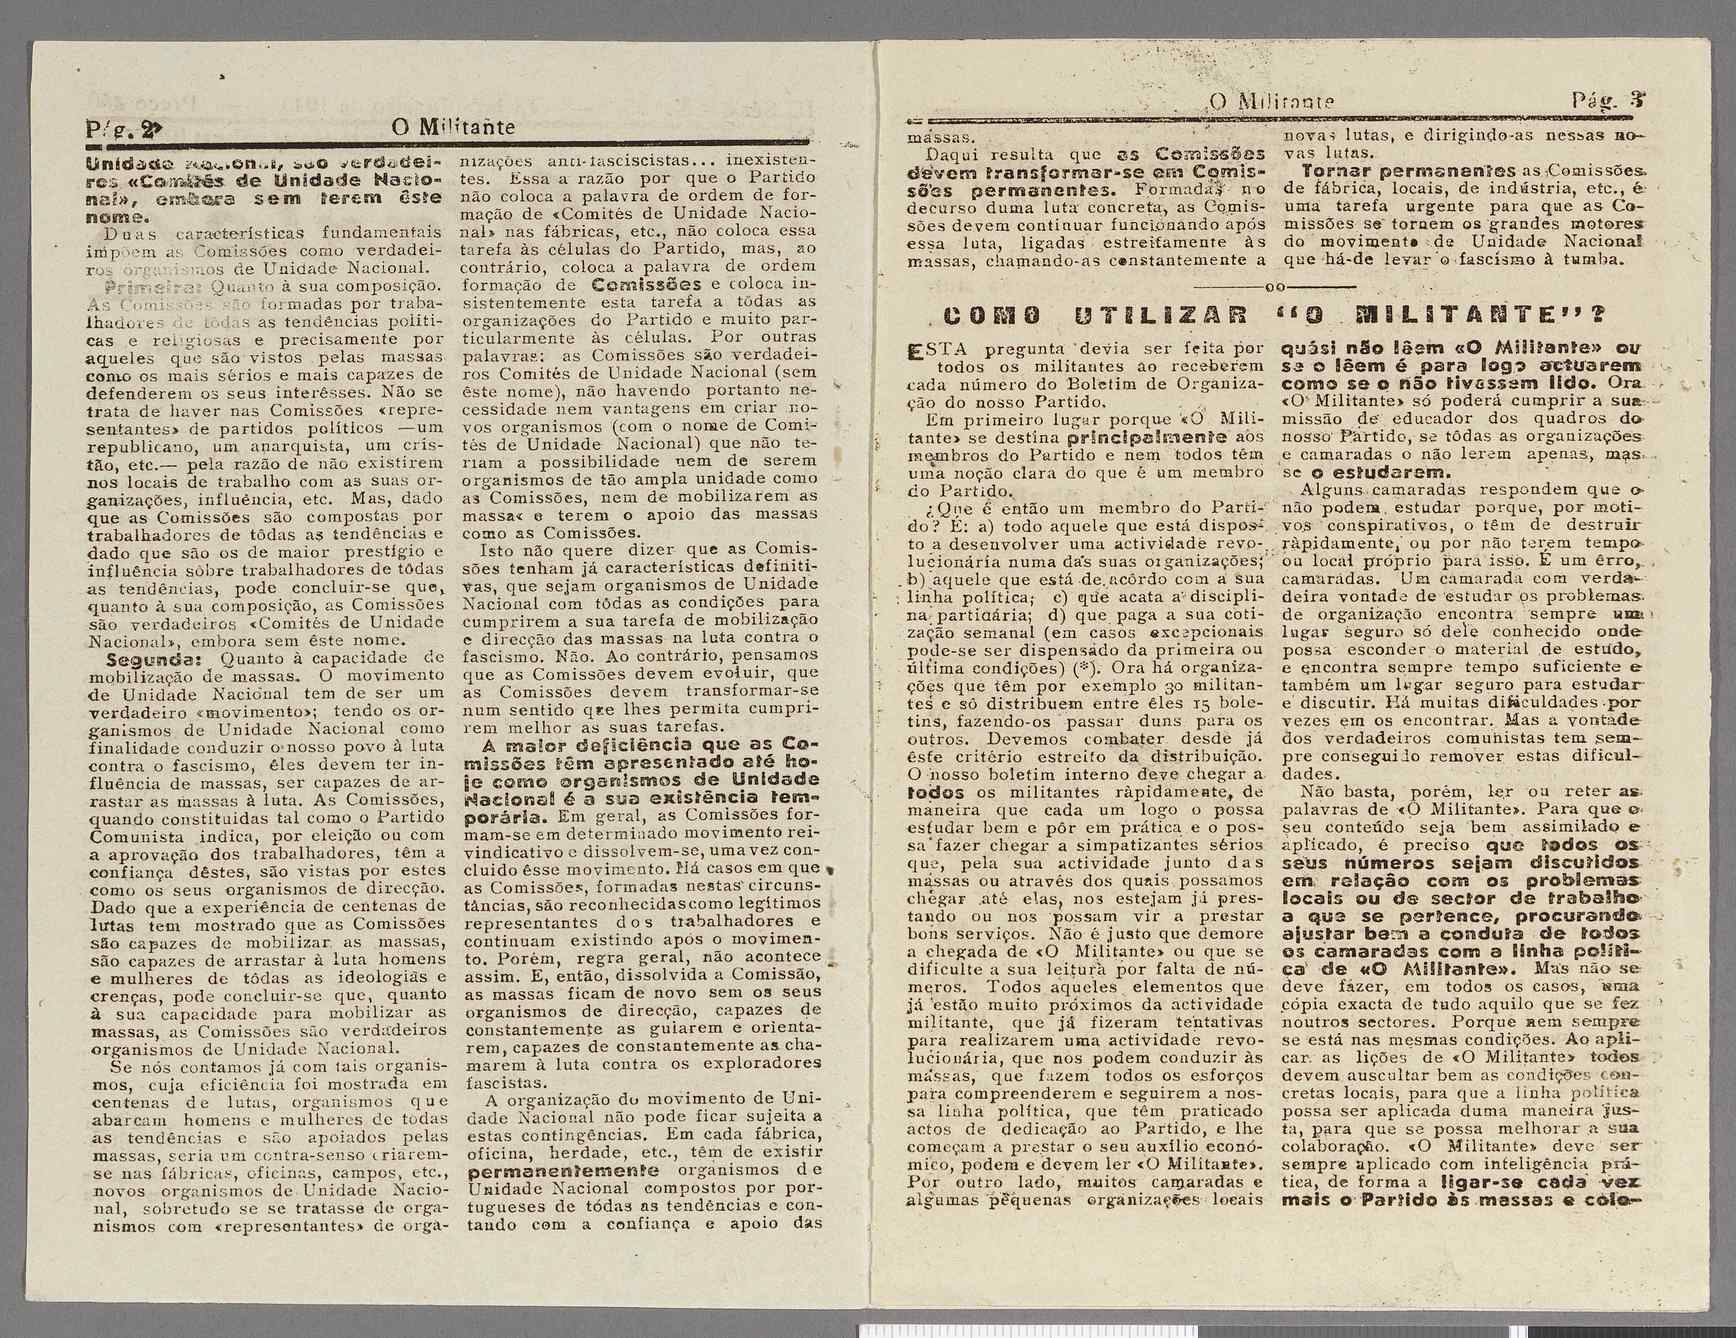 Pág. 2
O Militante
Unidade Nacional, são verdadei-
ros «Comités de Unidade Nacio-
nal», embora sem terem êste
nome.
Duas características fundamentais
impõem as Comissões como verdadei-
ros organismos de Unidade Nacional.
Primeira: Quanto à sua composição.
As Comissões são formadas por traba-
lhadores de tôdas as tendências politi-
cas e religiosas e precisamente por
aqueles que são vistos pelas massas
como os mais sérios e mais capazes de
defenderem os seus interêsses. Não se
trata de haver nas Comissões «repre-
sentantes» de partidos políticos —um
republicano, um anarquista, um cris-
tão, etc.— pela razão de não existirem
nos locais de trabalho com as suas or-
ganizações, influência, etc. Mas, dado
que as Comissões são compostas por
trabalhadores de tôdas as tendências e
dado que são os de maior prestígio e
influência sôbre trabalhadores de tôdas
as tendências, pode concluir-se que,
quanto à sua composição, as Comissões
são verdadeiros «Comités de Unidade
Nacional», embora sem êste nome.
Segunda: Quanto à capacidade de
mobilização de massas. O movimento
de Unidade Nacional tem de ser um
verdadeiro «movimento»; tendo os or-
ganismos de Unidade Nacional como
finalidade conduzir o nosso povo à luta
contra o fascismo, êles devem ter in-
fluência de massas, ser capazes de ar-
rastar as massas à luta. As Comissões,
quando constituidas tal como o Partido
Comunista indica, por eleição ou com
a aprovação dos trabalhadores, têm a
confiança dêstes, são vistas por estes
como os seus organismos de direcção.
Dado que a experiência de centenas de
lutas tem mostrado que as Comissões
são capazes de mobilizar as massas,
são capazes de arrastar à luta homens
e mulheres de tôdas as ideologias e
crenças, pode concluir-se que, quanto
à sua capacidade para mobilizar as
massas, as Comissões são verdadeiros
organismos de Unidade Nacional.
Se nós contamos já com tais organis-
mos, cuja eficiência foi mostrada em
centenas de lutas, organismos que
abarcam homens e mulheres de todas
as tendências e são apoiados pelas
massas, seria um contra-senso criarem-
se nas fábricas, oficinas, campos, etc.,
novos organismos de Unidade Nacio-
nal, sobretudo se se tratasse de orga-
nismos com «representantes» de orga-
nizações anti-fasciscistas... inexisten-
tes. Essa a razão por que o Partido
não coloca a palavra de ordem de for-
mação de «Comités de Unidade Nacio-
nal» nas fábricas, etc., não coloca essa
tarefa às células do Partido, mas, ao
contrário, coloca a palavra de ordem
formação de Comissões e coloca in-
sistentemente esta tarefa a tôdas as
organizações do Partido e muito par-
ticularmente às células. Por outras
palavras: as Comissões são verdadei-
ros Comités de Unidade Nacional (sem
êste nome), não havendo portanto ne-
cessidade nem vantagens em criar no-
vos organismos (com o nome de Comi-
tés de Unidade Nacional) que não te-
riam a possibilidade nem de serem
organismos de tão ampla unidade como
as Comissões, nem de mobilizarem as
massa« e terem o apoio das massas
como as Comissões.
Isto não quere dizer que as Comis-
sões tenham já características definiti-
vas, que sejam organismos de Unidade
Nacional com tôdas as condições para
cumprirem a sua tarefa de mobilização
e direcção das massas na luta contra o
fascismo. Não. Ao contrário, pensamos
que as Comissões devem evoluir, que
as Comissões devem transformar-se
num sentido que lhes permita cumpri-
rem melhor as suas tarefas.
A maior deficiência que as Co-
missões têm apresentado até ho-
je como organismos de Unidade
Nacional é a sua existência tem-
porária. Em geral, as Comissões for-
mam-se em determinado movimento rei-
vindicativo e dissolvem-se, uma vez con-
cluido êsse movimento. Há casos em que
as Comissões, formadas nestas circuns-
tâncias, são reconhecidas como legítimos
representantes dos trabalhadores e
continuam existindo após o movimen-
to. Porém, regra geral, não acontece
assim. E, então, dissolvida a Comissão,
as massas ficam de novo sem os seus
organismos de direcção, capazes de
constantemente as guiarem e orienta-
rem, capazes de constantemente as cha-
marem à luta contra os exploradores
fascistas.
A organização do movimento de Uni-
dade Nacional não pode ficar sujeita a
estas contingências. Em cada fábrica,
oficina, herdade, etc., têm de existir
permanentemente organismos de
Unidade Nacional compostos por por-
tugueses de tódas as tendências e con-
tando com a confiança e apoio das
O Militante
Pág. 3
mássas.
Daqui resulta que as Comissões
devem transformar-se em Comis-
sões permanentes. Formadas no
decurso duma luta concreta, as Comis-
sões devem continuar funcionando após
essa luta, ligadas estreitamente às
massas, chamando-as constantemente a
novas lutas, e dirigindo-as nessas no-
vas lutas.
Tornar permanentes as Comissões
de fábrica, locais, de indústria, etc., é
uma tarefa urgente para que as Co-
missões se tornem os grandes motores
do movimento de Unidade Nacional
que há-de levar o fascismo à tumba.
oo
COMO UTILIZAR “O MILITANTE”?
ESTA pregunta devia ser feita por
todos os militantes ao receberem
cada número do Boletim de Organiza-
ção do nosso Partido.
Em primeiro lugar porque «O Mili-
tante» se destina principalmente aos
membros do Partido e nem todos têm
uma noção clara do que é um membro
do Partido.
¿Que é então um membro do Parti-
do? É: a) todo aquele que está dispos-
to a desenvolver uma actividade revo-
lucionária numa das suas organizações;
b) aquele que está de acôrdo com a sua
linha política; c) que acata a discipli-
na partidária; d) que paga a sua coti-
zação semanal (em casos excepcionais
pode-se ser dispensado da primeira ou
última condições) (*). Ora há organiza-
ções que têm por exemplo 30 militan-
tes e só distribuem entre êles 15 bole-
tins, fazendo-os passar duns para os
outros. Devemos combater desde já
êste critério estreito da distribuição.
O nosso boletim interno deve chegar a
todos os militantes ràpidamente, de
maneira que cada um logo o possa
estudar bem e pôr em prática e o pos-
sa fazer chegar a simpatizantes sérios
que, pela sua actividade junto das
mássas ou através dos quais possamos
chegar até elas, nos estejam já pres-
tando ou nos possam vir a prestar
bons serviços. Não é justo que demore
a chegada de «O Militante» ou que se
dificulte a sua leitura por falta de nú-
meros. Todos aqueles elementos que
já estão muito próximos da actividade
militante, que já fizeram tentativas
para realizarem uma actividade revo-
lucionária, que nos podem conduzir às
mássas, que fazem todos os esforços
para compreenderem e seguirem a nos-
sa linha política, que têm praticado
actos de dedicação ao Partido, e lhe
começam a prestar o seu auxílio econó-
mico, podem e devem ler «O Militante».
Por outro lado, muitos camaradas e
algumas pequenas organizações locais
quási não lêem «O Militante» ou
se o lêem é para logo actuarem
como se o não tivessem lido. Ora
«O Militante» só poderá cumprir a sua
missão de educador dos quadros do
nosso Partido, se tôdas as organizações
e camaradas o não lerem apenas, mas
se o estudarem.
Alguns camaradas respondem que o
não podem estudar porque, por moti-
vos conspirativos, o têm de destruir
ràpidamente, ou por não terem tempo
ou local próprio para isso. É um êrro,
camaradas. Um camarada com verda-
deira vontade de estudar os problemas
de organização encontra sempre um
lugar seguro só dele conhecido onde
possa esconder o material de estudo,
e encontra sempre tempo suficiente e
também um lugar seguro para estudar
e discutir. Há muitas dificuldades por
vezes em os encontrar. Mas a vontade
dos verdadeiros comunistas tem sem-
pre conseguido remover estas dificul-
dades.
Não basta, porém, ler ou reter as
palavras de «O Militante». Para que o
seu conteúdo seja bem assimilado e
aplicado, é preciso que todos os
seus números sejam discutidos
em relação com os problemas
locais ou de sector de trabalho
a que se pertence, procurando
ajustar bem a conduta de todos
os camaradas com a linha políti-
ca de «O Militante». Mas não se
deve fazer, em todos os casos, uma
cópia exacta de tudo aquilo que se fez
noutros sectores. Porque nem sempre
se está nas mesmas condições. Ao apli-
car as lições de «O Militante» todos
devem auscultar bem as condições con-
cretas locais, para que a linha política
possa ser aplicada duma maneira jus-
ta, para que se possa melhorar a sua
colaboração. «O Militante» deve ser
sempre aplicado com inteligência prá-
tica, de forma a ligar-se cada vez
mais o Partido às massas e colo-